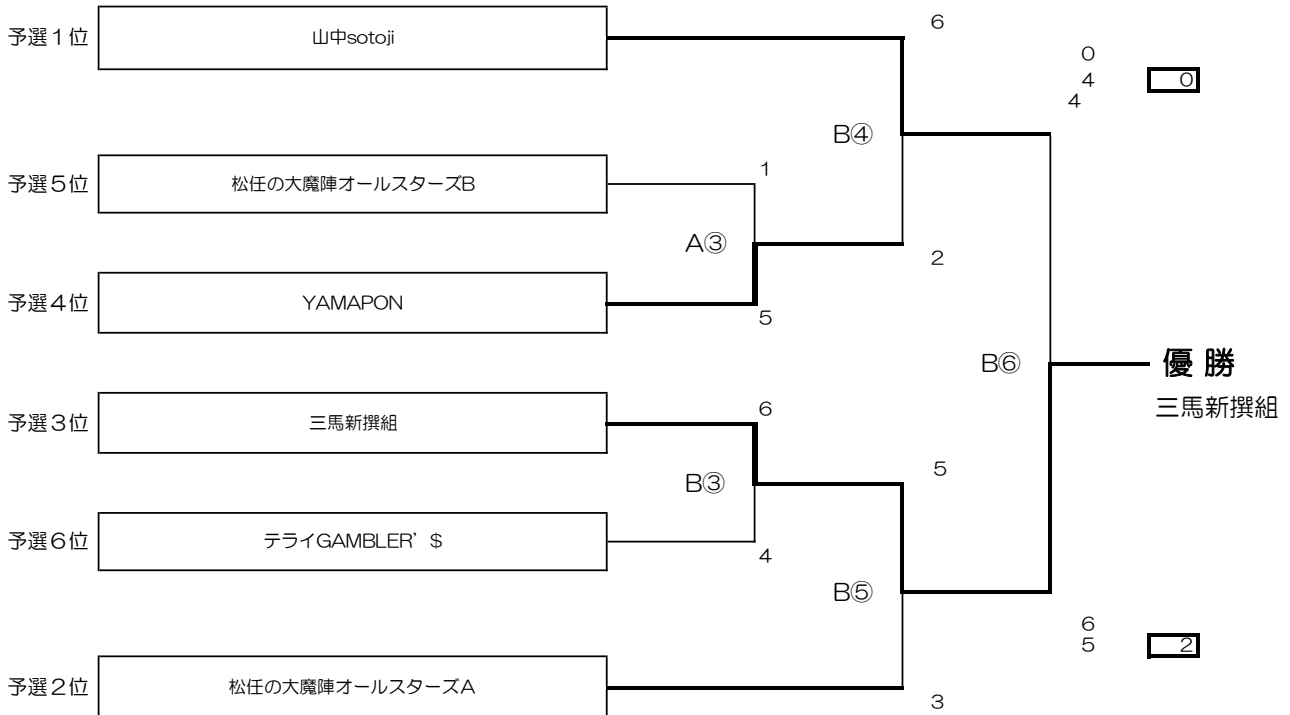 6
予選1位
山中sotoji
0
4
0
4
B④
予選5位
松任の大魔陣オールスターズB
1
A③
2
予選4位
YAMAPON
5
B⑥
優 勝
三馬新撰組
予選3位
三馬新撰組
6
5
B③
予選6位
テライGAMBLER’$
4
B⑤
6
5
2
予選2位
松任の大魔陣オールスターズA
3